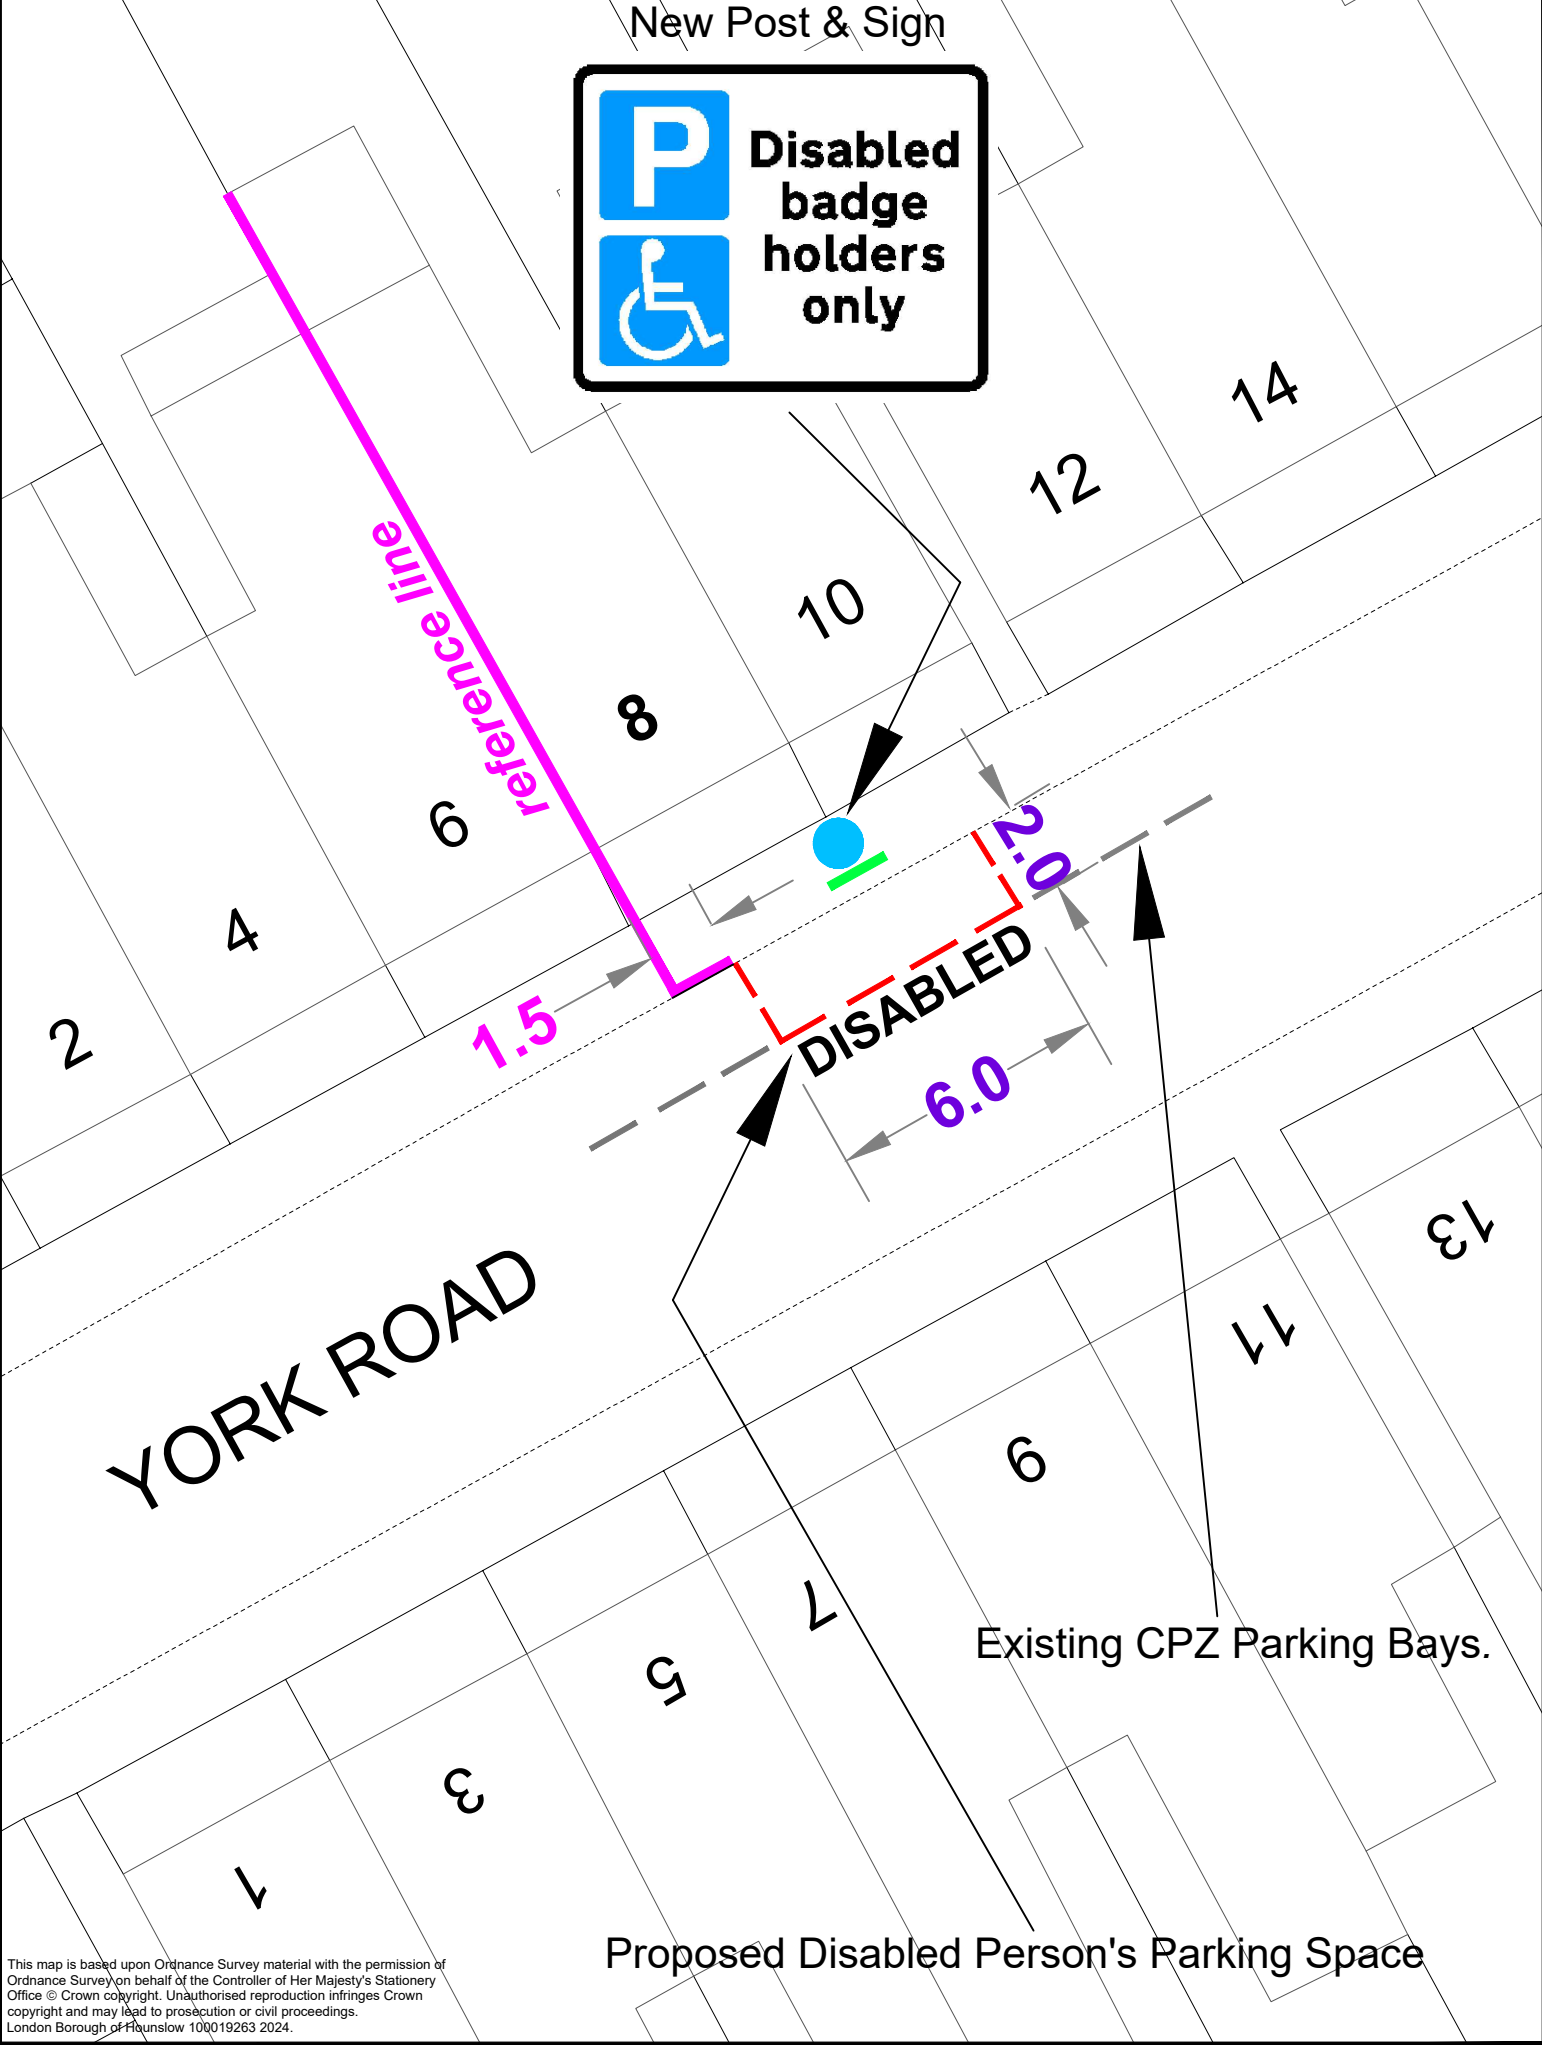 New Post & Sign
P
Disabled
badge
holders
only
14
12
10
8
6
4
2
reference line
1.5
2.0
DISABLED
6.0
YORK ROAD
13
11
9
7
5
3
1
Existing CPZ Parking Bays.
Proposed Disabled Person's Parking Space
This map is based upon Ordnance Survey material with the permission of
Ordnance Survey on behalf of the Controller of Her Majesty's Stationery
Office © Crown copyright. Unauthorised reproduction infringes Crown
copyright and may lead to prosecution or civil proceedings.
London Borough of Hounslow 100019263 2024.